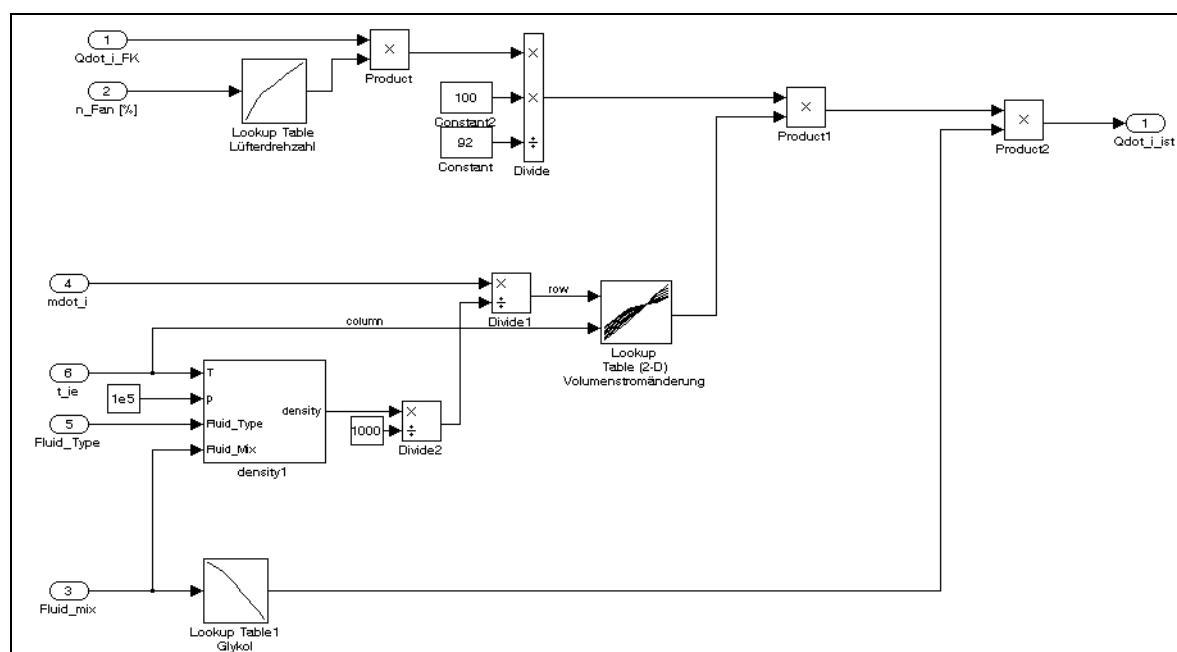 1
Qdot_i_FK
2
n_Fan [%]
Lookup Table
Lüfterdrehzahl
×
Product
100
Constant2
92
Constant
×
×
÷
Divide
×
Product1
×
Product2
1
Qdot_i_ist
4
mdot_i
×
÷
Divide1
row
column
Lookup
Table (2-D)
Volumenstromänderung
6
t_ie
1e5
5
Fluid_Type
T
p
Fluid_Type
Fluid_Mix
density
density1
1000
×
÷
Divide2
3
Fluid_mix
Lookup Table1
Glykol